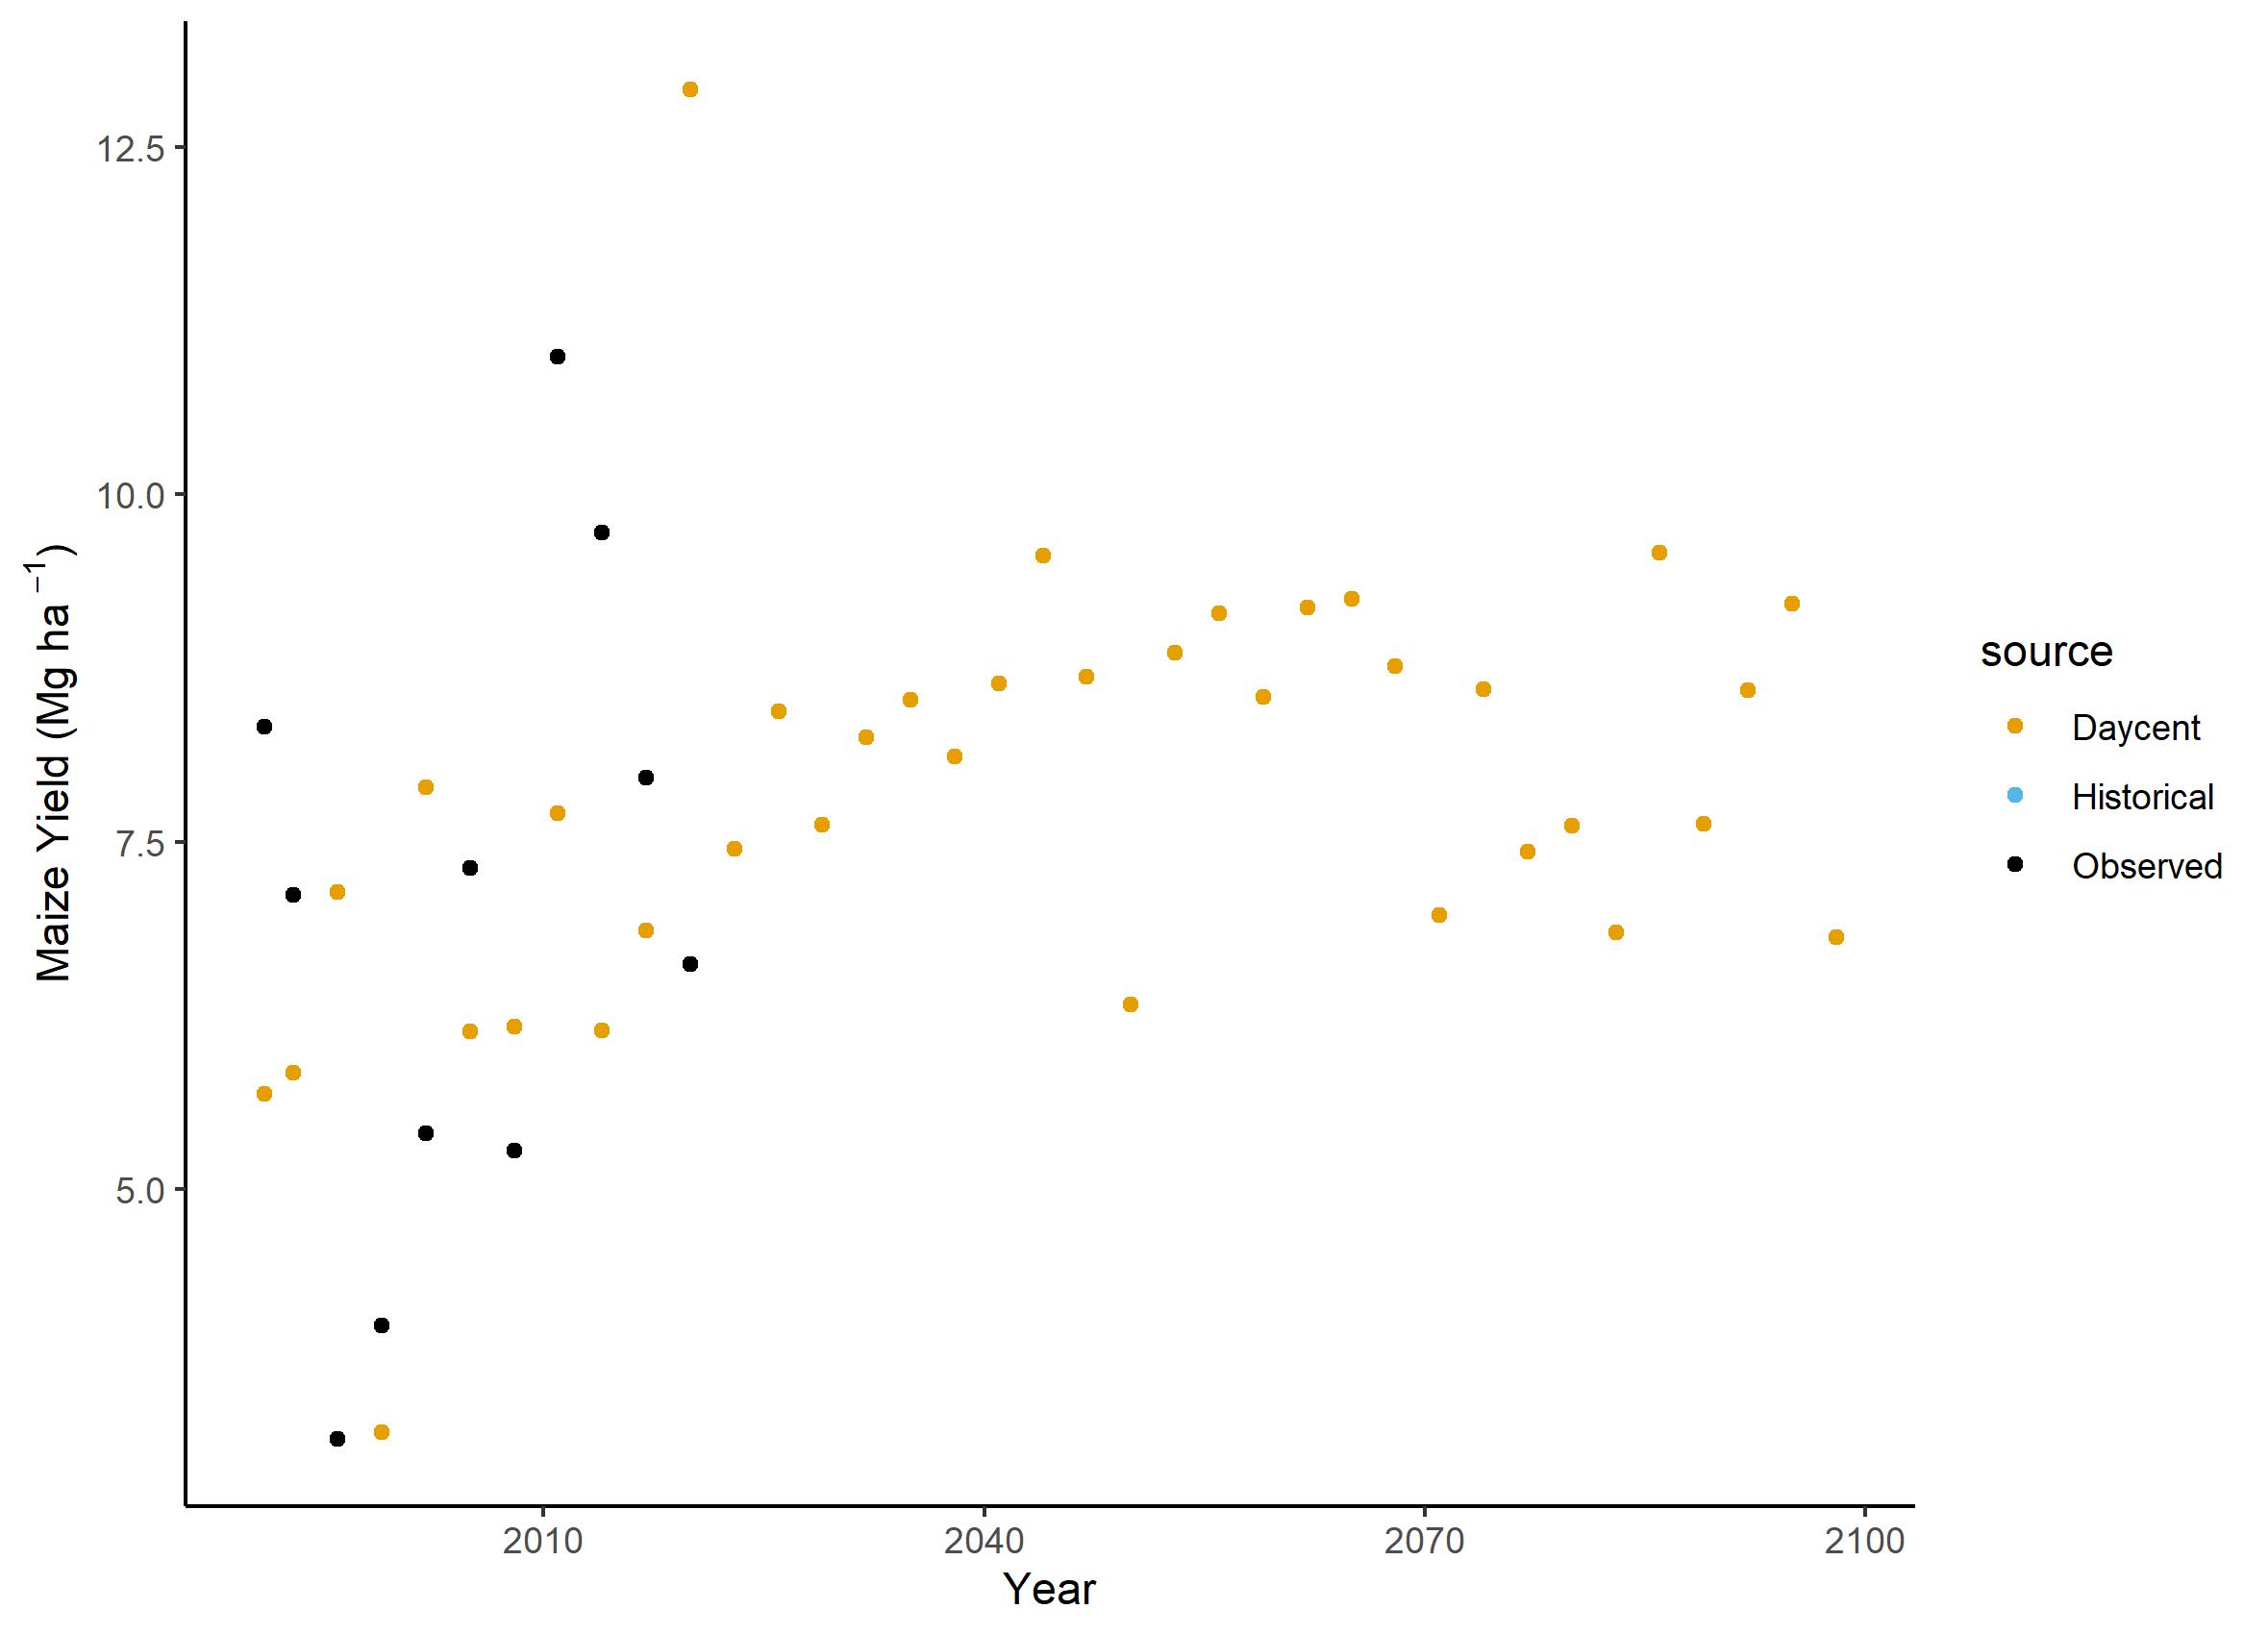 12.5
10.0
7.5
5.0
Maize Yield (Mg ha⁻¹)
2010
2040
2070
2100
Year
source
Daycent
Historical
Observed